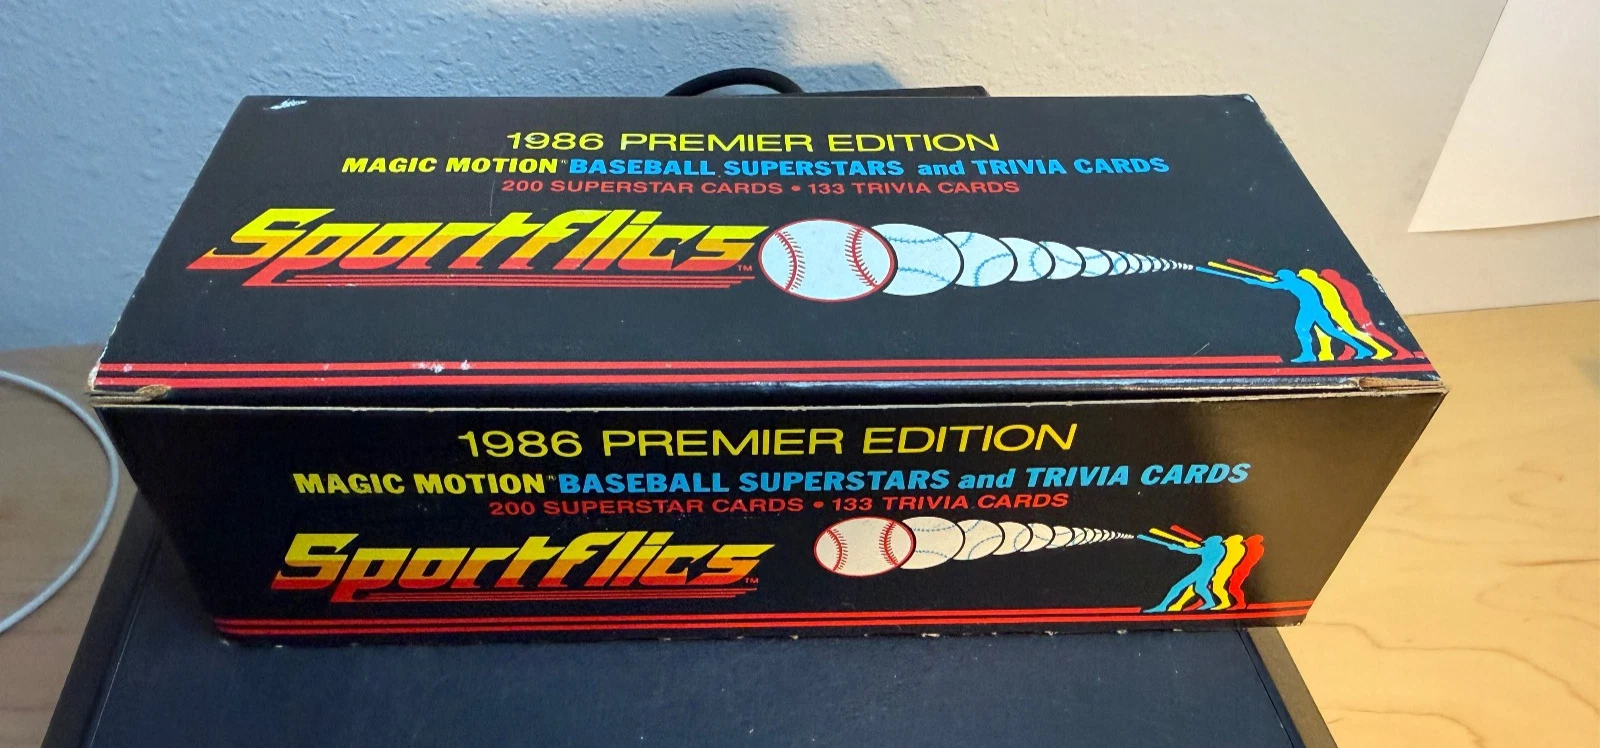 1986 PREMIER EDITION
MAGIC MOTION™ BASEBALL SUPERSTARS and TRIVIA CARDS
200 SUPERSTAR CARDS • 133 TRIVIA CARDS
Sportflics™
1986 PREMIER EDITION
MAGIC MOTION™ BASEBALL SUPERSTARS and TRIVIA CARDS
200 SUPERSTAR CARDS • 133 TRIVIA CARDS
Sportflics™